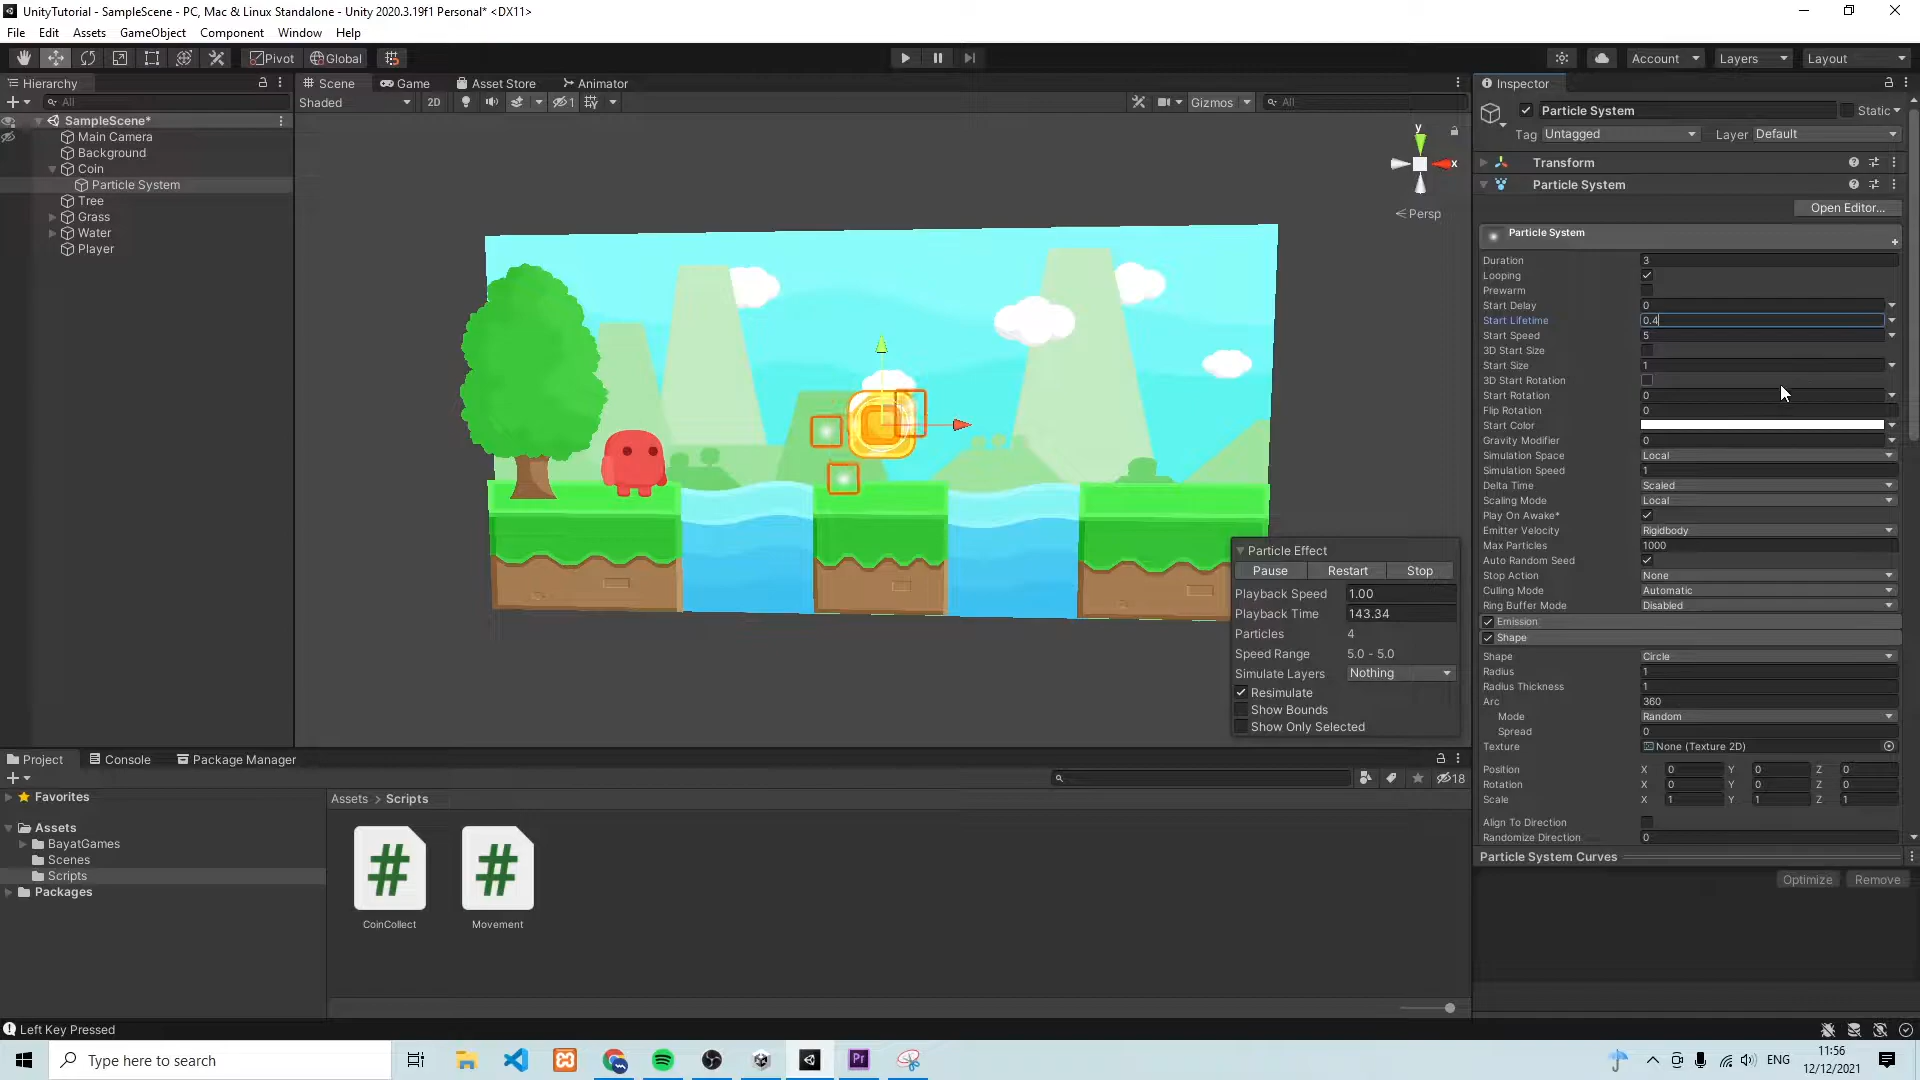 UnityTutorial - SampleScene - PC, Mac & Linux Standalone - Unity 2020.3.19f1 Personal* <DX11>
File Edit Assets GameObject Component Window Help
Pivot Global Account Layers Layout
Hierarchy
All
SampleScene*
Main Camera
Background
Coin
Particle System
Tree
Grass
Water
Player
Scene Game Asset Store Animator
Shaded 2D 1 Gizmos All
y
x
Persp
Particle Effect
Pause Restart Stop
Playback Speed 1.00
Playback Time 143.34
Particles 4
Speed Range 5.0 - 5.0
Simulate Layers Nothing
Resimulate
Show Bounds
Show Only Selected
Inspector
Particle System Static
Tag Untagged Layer Default
Transform
Particle System
Open Editor...
Particle System
Duration 3
Looping
Prewarm
Start Delay 0
Start Lifetime 0.4
Start Speed 5
3D Start Size
Start Size 1
3D Start Rotation
Start Rotation 0
Flip Rotation 0
Start Color
Gravity Modifier 0
Simulation Space Local
Simulation Speed 1
Delta Time Scaled
Scaling Mode Local
Play On Awake*
Emitter Velocity Rigidbody
Max Particles 1000
Auto Random Seed
Stop Action None
Culling Mode Automatic
Ring Buffer Mode Disabled
Emission
Shape
Shape Circle
Radius 1
Radius Thickness 1
Arc 360
Mode Random
Spread 0
Texture None (Texture 2D)
Position X 0 Y 0 Z 0
Rotation X 0 Y 0 Z 0
Scale X 1 Y 1 Z 1
Align To Direction
Randomize Direction 0
Particle System Curves
Optimize Remove
Project Console Package Manager
18
Favorites
Assets
BayatGames
Scenes
Scripts
Packages
Assets > Scripts
CoinCollect Movement
Left Key Pressed
Type here to search
Pr
ENG
11:56
12/12/2021